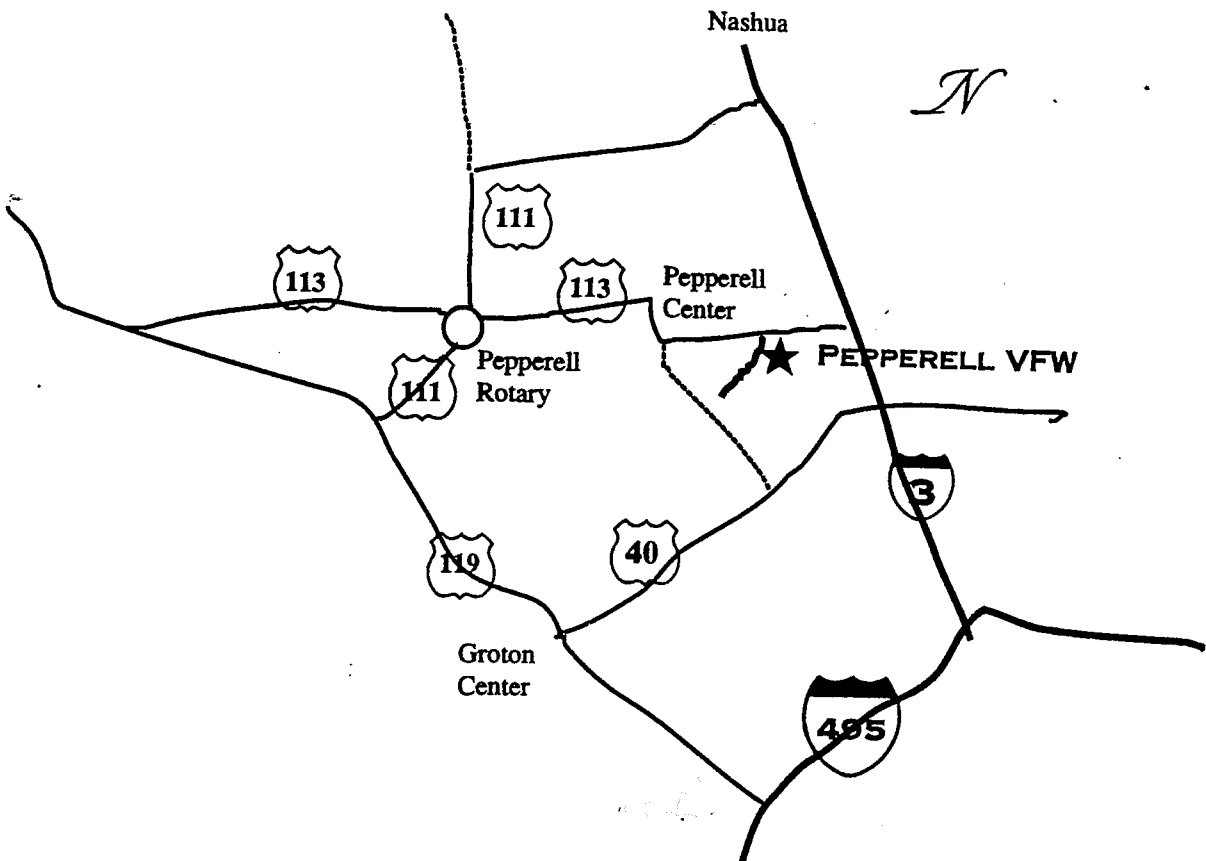 Nashua
N
111
113
113
Pepperell
Center
PEPPERELL VFW
Pepperell
Rotary
111
3
119
40
Groton
Center
495